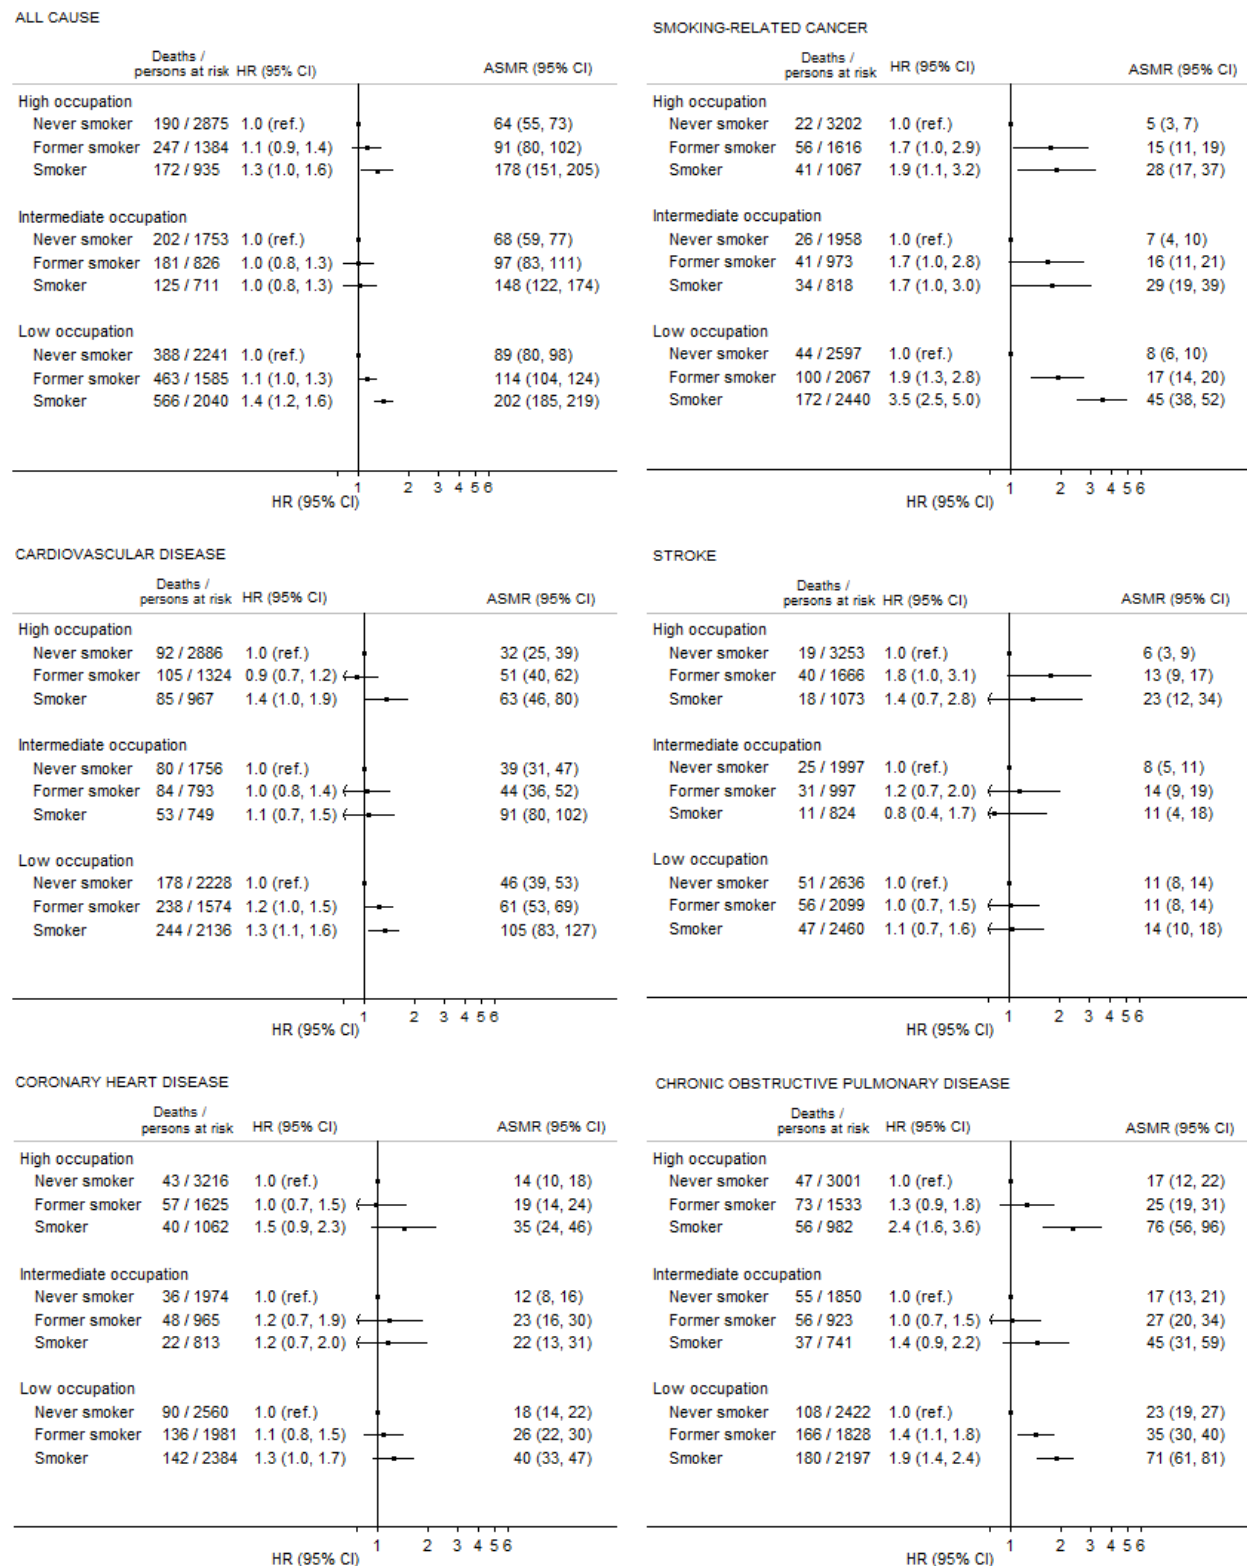 ALL CAUSE
Deaths /
persons at risk HR (95% CI) ASMR (95% CI)
High occupation
Never smoker 190 / 2875 1.0 (ref.) 64 (55, 73)
Former smoker 247 / 1384 1.1 (0.9, 1.4) 91 (80, 102)
Smoker 172 / 935 1.3 (1.0, 1.6) 178 (151, 205)
Intermediate occupation
Never smoker 202 / 1753 1.0 (ref.) 68 (59, 77)
Former smoker 181 / 826 1.0 (0.8, 1.3) 97 (83, 111)
Smoker 125 / 711 1.0 (0.8, 1.3) 148 (122, 174)
Low occupation
Never smoker 388 / 2241 1.0 (ref.) 89 (80, 98)
Former smoker 463 / 1585 1.1 (1.0, 1.3) 114 (104, 124)
Smoker 566 / 2040 1.4 (1.2, 1.6) 202 (185, 219)
1 2 3 4 5 6
HR (95% CI)
SMOKING-RELATED CANCER
Deaths /
persons at risk HR (95% CI) ASMR (95% CI)
High occupation
Never smoker 22 / 3202 1.0 (ref.) 5 (3, 7)
Former smoker 56 / 1616 1.7 (1.0, 2.9) 15 (11, 19)
Smoker 41 / 1067 1.9 (1.1, 3.2) 28 (17, 37)
Intermediate occupation
Never smoker 26 / 1958 1.0 (ref.) 7 (4, 10)
Former smoker 41 / 973 1.7 (1.0, 2.8) 16 (11, 21)
Smoker 34 / 818 1.7 (1.0, 3.0) 29 (19, 39)
Low occupation
Never smoker 44 / 2597 1.0 (ref.) 8 (6, 10)
Former smoker 100 / 2067 1.9 (1.3, 2.8) 17 (14, 20)
Smoker 172 / 2440 3.5 (2.5, 5.0) 45 (38, 52)
1 2 3 4 5 6
HR (95% CI)
CARDIOVASCULAR DISEASE
Deaths /
persons at risk HR (95% CI) ASMR (95% CI)
High occupation
Never smoker 92 / 2886 1.0 (ref.) 32 (25, 39)
Former smoker 105 / 1324 0.9 (0.7, 1.2) 51 (40, 62)
Smoker 85 / 967 1.4 (1.0, 1.9) 63 (46, 80)
Intermediate occupation
Never smoker 80 / 1756 1.0 (ref.) 39 (31, 47)
Former smoker 84 / 793 1.0 (0.8, 1.4) 44 (36, 52)
Smoker 53 / 749 1.1 (0.7, 1.5) 91 (80, 102)
Low occupation
Never smoker 178 / 2228 1.0 (ref.) 46 (39, 53)
Former smoker 238 / 1574 1.2 (1.0, 1.5) 61 (53, 69)
Smoker 244 / 2136 1.3 (1.1, 1.6) 105 (83, 127)
1 2 3 4 5 6
HR (95% CI)
STROKE
Deaths /
persons at risk HR (95% CI) ASMR (95% CI)
High occupation
Never smoker 19 / 3253 1.0 (ref.) 6 (3, 9)
Former smoker 40 / 1666 1.8 (1.0, 3.1) 13 (9, 17)
Smoker 18 / 1073 1.4 (0.7, 2.8) 23 (12, 34)
Intermediate occupation
Never smoker 25 / 1997 1.0 (ref.) 8 (5, 11)
Former smoker 31 / 997 1.2 (0.7, 2.0) 14 (9, 19)
Smoker 11 / 824 0.8 (0.4, 1.7) 11 (4, 18)
Low occupation
Never smoker 51 / 2636 1.0 (ref.) 11 (8, 14)
Former smoker 56 / 2099 1.0 (0.7, 1.5) 11 (8, 14)
Smoker 47 / 2460 1.1 (0.7, 1.6) 14 (10, 18)
1 2 3 4 5 6
HR (95% CI)
CORONARY HEART DISEASE
Deaths /
persons at risk HR (95% CI) ASMR (95% CI)
High occupation
Never smoker 43 / 3216 1.0 (ref.) 14 (10, 18)
Former smoker 57 / 1625 1.0 (0.7, 1.5) 19 (14, 24)
Smoker 40 / 1062 1.5 (0.9, 2.3) 35 (24, 46)
Intermediate occupation
Never smoker 36 / 1974 1.0 (ref.) 12 (8, 16)
Former smoker 48 / 965 1.2 (0.7, 1.9) 23 (16, 30)
Smoker 22 / 813 1.2 (0.7, 2.0) 22 (13, 31)
Low occupation
Never smoker 90 / 2560 1.0 (ref.) 18 (14, 22)
Former smoker 136 / 1981 1.1 (0.8, 1.5) 26 (22, 30)
Smoker 142 / 2384 1.3 (1.0, 1.7) 40 (33, 47)
1 2 3 4 5 6
HR (95% CI)
CHRONIC OBSTRUCTIVE PULMONARY DISEASE
Deaths /
persons at risk HR (95% CI) ASMR (95% CI)
High occupation
Never smoker 47 / 3001 1.0 (ref.) 17 (12, 22)
Former smoker 73 / 1533 1.3 (0.9, 1.8) 25 (19, 31)
Smoker 56 / 982 2.4 (1.6, 3.6) 76 (56, 96)
Intermediate occupation
Never smoker 55 / 1850 1.0 (ref.) 17 (13, 21)
Former smoker 56 / 923 1.0 (0.7, 1.5) 27 (20, 34)
Smoker 37 / 741 1.4 (0.9, 2.2) 45 (31, 59)
Low occupation
Never smoker 108 / 2422 1.0 (ref.) 23 (19, 27)
Former smoker 166 / 1828 1.4 (1.1, 1.8) 35 (30, 40)
Smoker 180 / 2197 1.9 (1.4, 2.4) 71 (61, 81)
1 2 3 4 5 6
HR (95% CI)